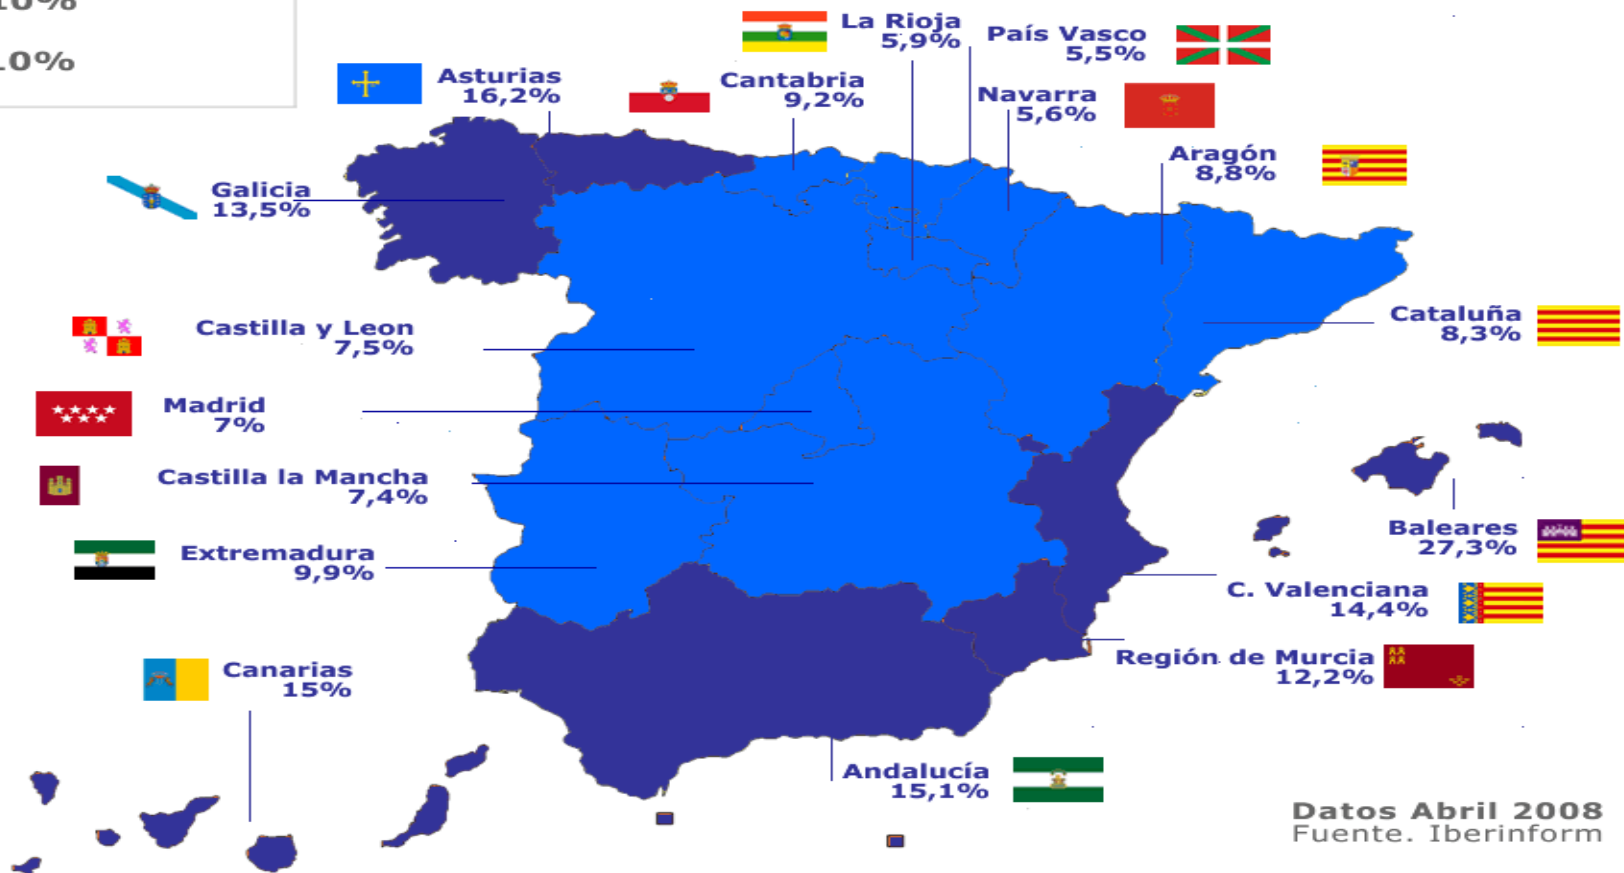 10%
10%
La Rioja
5,9%
País Vasco
5,5%
Asturias
16,2%
Cantabria
9,2%
Navarra
5,6%
Aragón
8,8%
Galicia
13,5%
Cataluña
8,3%
Castilla y Leon
7,5%
Madrid
7%
Castilla la Mancha
7,4%
Baleares
27,3%
Extremadura
9,9%
C. Valenciana
14,4%
Región de Murcia
12,2%
Canarias
15%
Andalucía
15,1%
Datos Abril 2008
Fuente. Iberinform